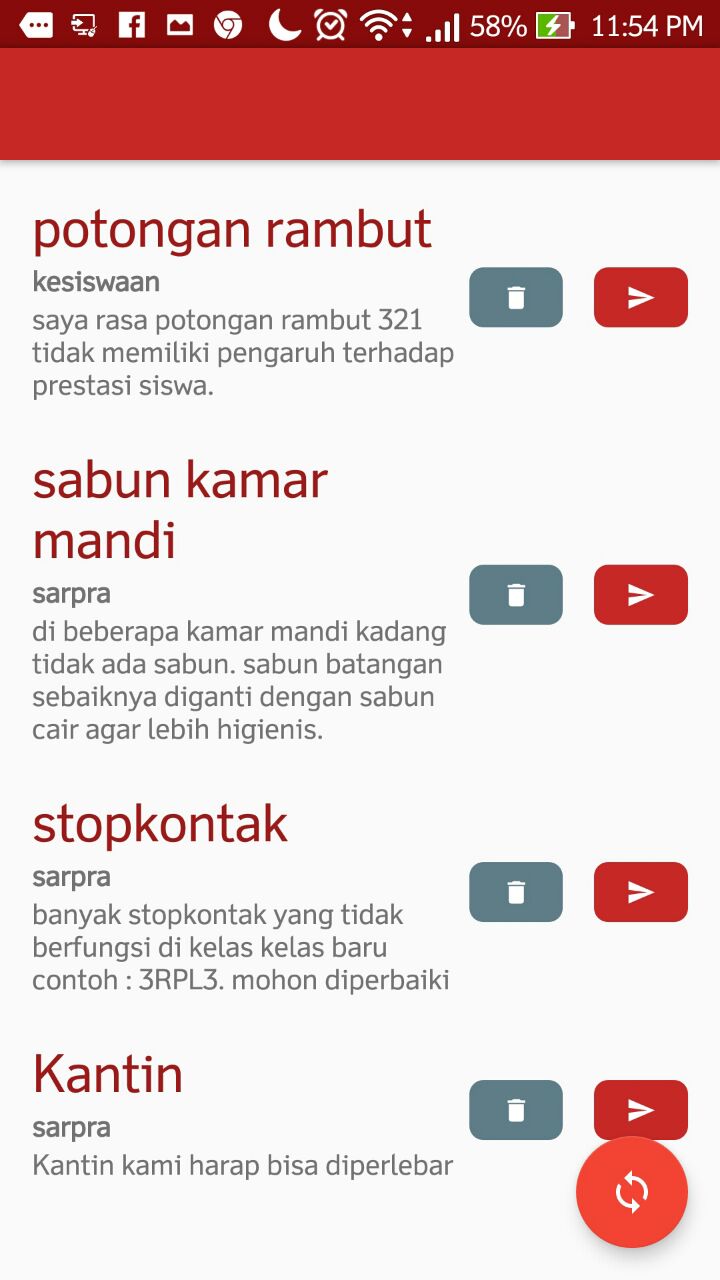 58% 11:54 PM
potongan rambut
kesiswaan
saya rasa potongan rambut 321
tidak memiliki pengaruh terhadap
prestasi siswa.
sabun kamar
mandi
sarpra
di beberapa kamar mandi kadang
tidak ada sabun. sabun batangan
sebaiknya diganti dengan sabun
cair agar lebih higienis.
stopkontak
sarpra
banyak stopkontak yang tidak
berfungsi di kelas kelas baru
contoh : 3RPL3. mohon diperbaiki
Kantin
sarpra
Kantin kami harap bisa diperlebar